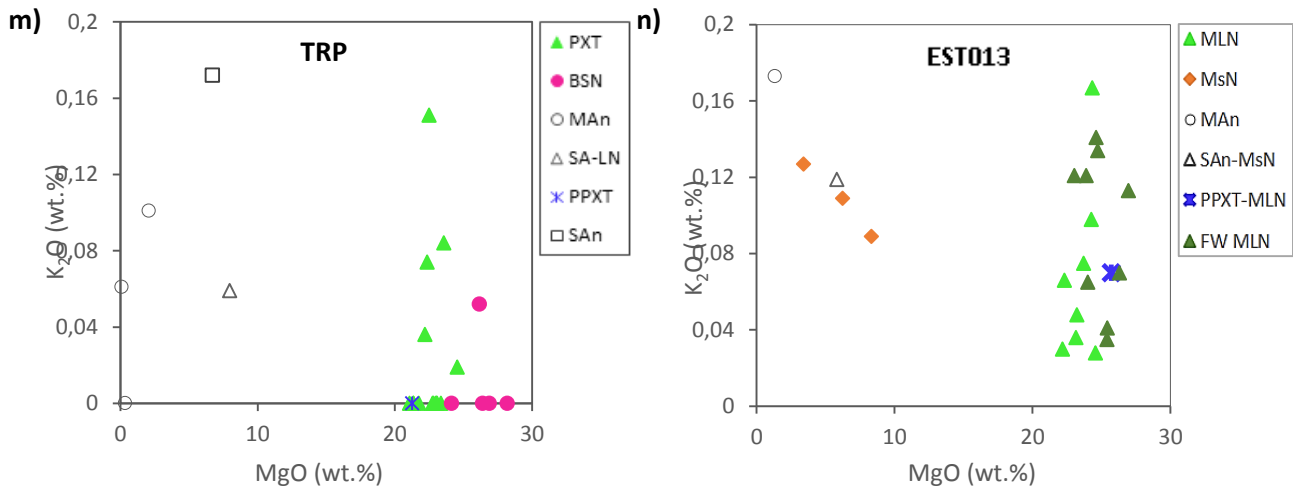 m)
TRP
0,2
0,16
0,12
0,08
0,04
0
K₂O (wt.%)
0
10
20
30
MgO (wt.%)
PXT
BSN
MAn
SA-LN
PPXT
SAn
n)
EST013
0,2
0,16
0,12
0,08
0,04
0
K₂O (wt.%)
0
10
20
30
MgO (wt.%)
MLN
MsN
MAn
SAn-MsN
PPXT-MLN
FW MLN